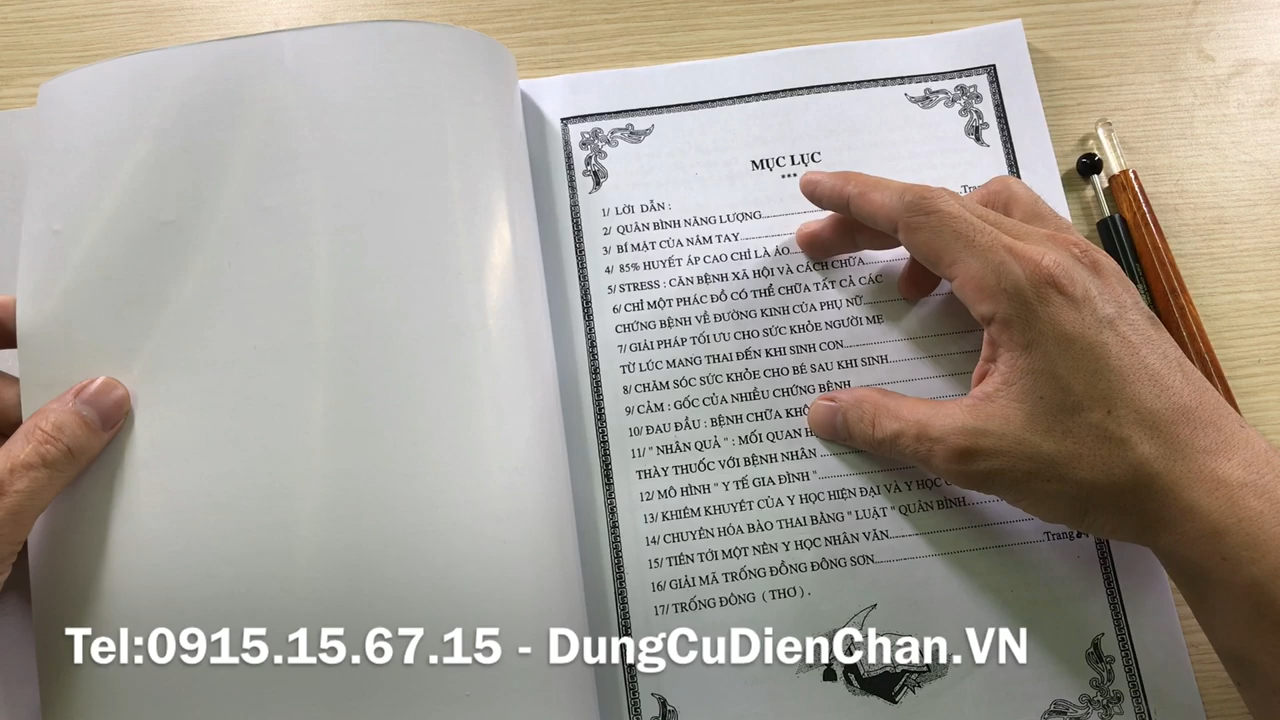 MỤC LỤC
***
1/ LỜI DẪN :
2/ QUÂN BÌNH NĂNG LƯỢNG
3/ BÍ MẬT CỦA NẮM TAY
4/ 85% HUYẾT ÁP CAO CHỈ LÀ ẢO
5/ STRESS : CĂN BỆNH XÃ HỘI VÀ CÁCH CHỮA
6/ CHỈ MỘT PHÁC ĐỒ CÓ THỂ CHỮA TẤT CẢ CÁC
CHỨNG BỆNH VỀ ĐƯỜNG KINH CỦA PHỤ NỮ
7/ GIẢI PHÁP TỐI ƯU CHO SỨC KHỎE NGƯỜI MẸ
TỪ LÚC MANG THAI ĐẾN KHI SINH CON
8/ CHĂM SÓC SỨC KHỎE CHO BÉ SAU KHI SINH
9/ CẢM : GỐC CỦA NHIỀU CHỨNG BỆNH
10/ ĐAU ĐẦU : BỆNH CHỮA
11/ " NHÂN QUẢ " : MỐI QUAN
THẦY THUỐC VỚI BỆNH NHÂN
12/ MÔ HÌNH " Y TẾ GIA ĐÌNH "
13/ KHIẾM KHUYẾT CỦA Y HỌC HIỆN ĐẠI VÀ Y HỌC
14/ CHUYỂN HÓA BÀO THAI BẰNG " LUẬT " QUÂN BÌNH
15/ TIẾN TỚI MỘT NỀN Y HỌC NHÂN VĂN
16/ GIẢI MÃ TRỐNG ĐỒNG ĐÔNG SƠN Trang
17/ TRỐNG ĐỒNG ( THƠ ) .
Tel:0915.15.67.15 - DungCuDienChan.VN